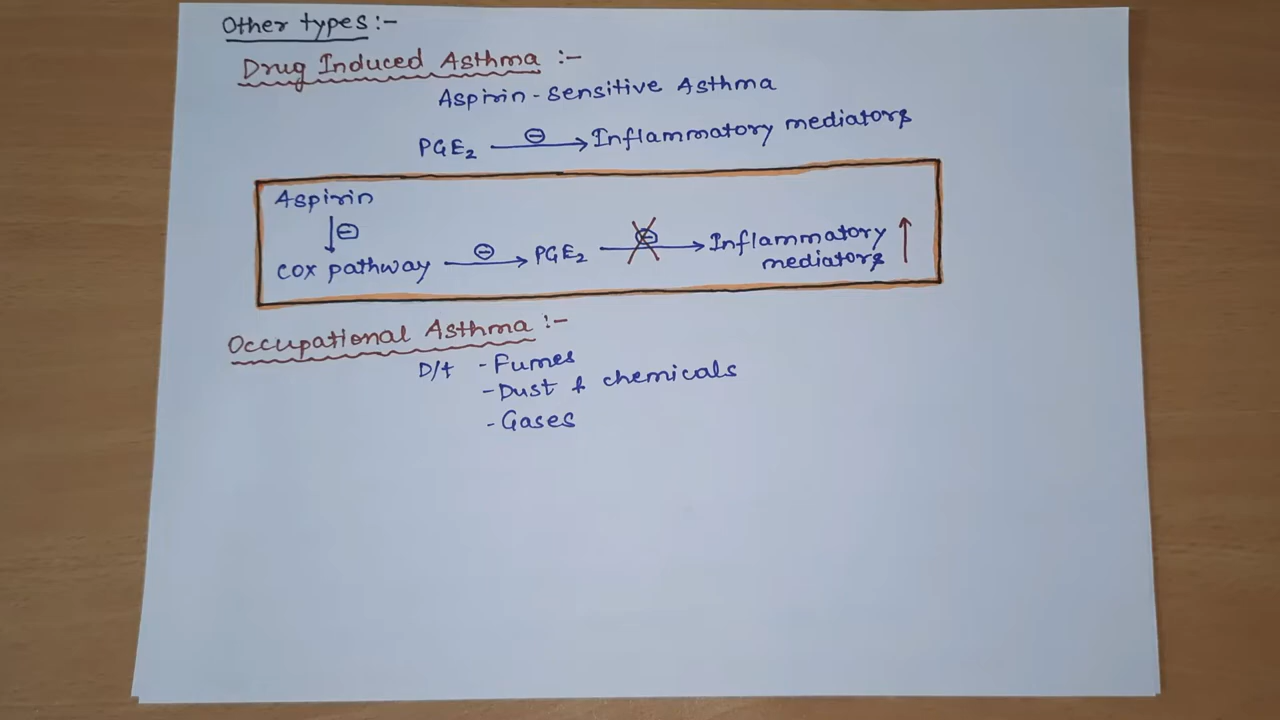 Other types:-
Drug Induced Asthma :-
Aspirin-sensitive Asthma
PGE₂ ⊖→ Inflammatory mediators
Aspirin
↓⊖
COX pathway ⊖→ PGE₂ ⊖→ Inflammatory mediators ↑
Occupational Asthma :-
D/t - Fumes
- Dust & chemicals
- Gases